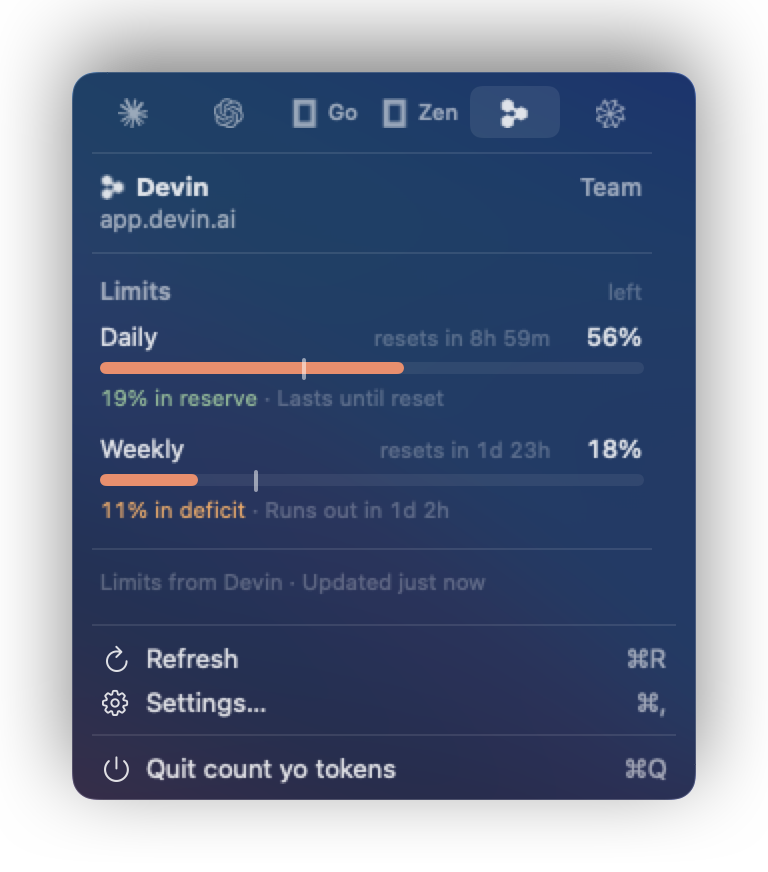 Go Zen
Devin Team
app.devin.ai
Limits left
Daily resets in 8h 59m 56%
19% in reserve · Lasts until reset
Weekly resets in 1d 23h 18%
11% in deficit · Runs out in 1d 2h
Limits from Devin · Updated just now
Refresh ⌘R
Settings... ⌘,
Quit count yo tokens ⌘Q